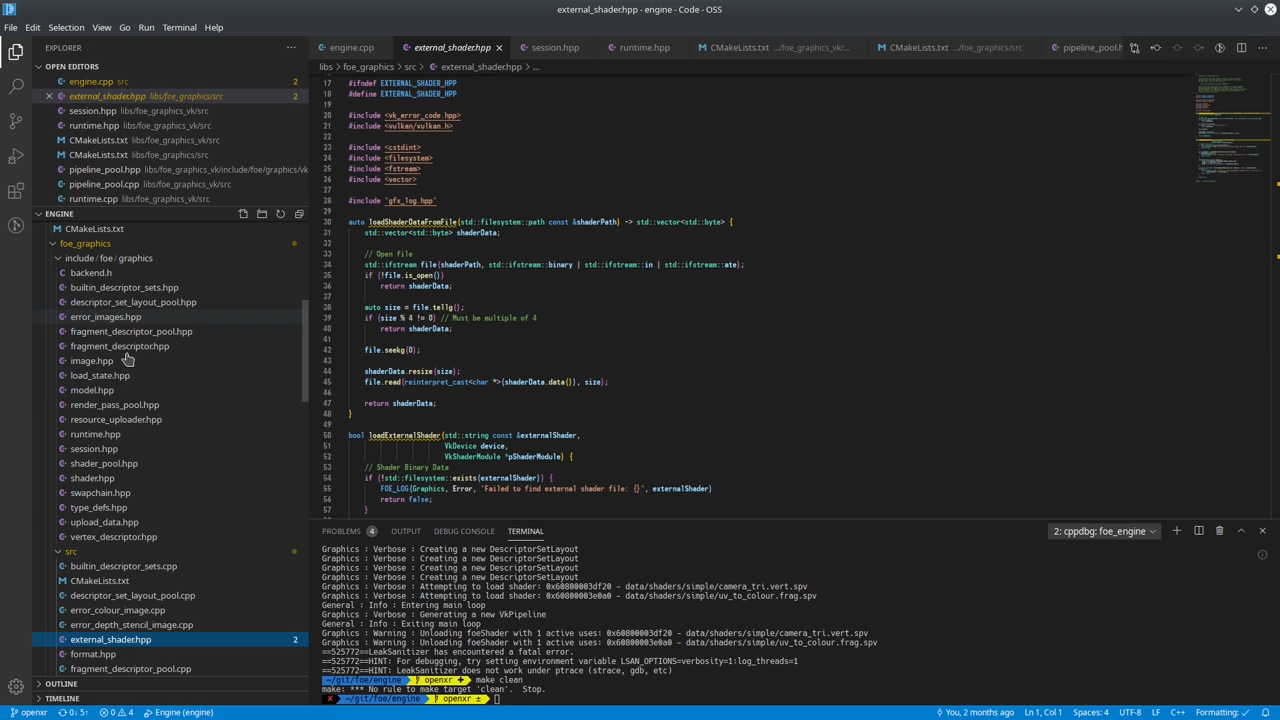 external_shader.hpp - engine - Code - OSS
File Edit Selection View Go Run Terminal Help
EXPLORER
OPEN EDITORS
engine.cpp src 2
external_shader.hpp libs/foe_graphics/src 2
session.hpp libs/foe_graphics_vk/src
runtime.hpp libs/foe_graphics_vk/src
CMakeLists.txt libs/foe_graphics_vk/src
CMakeLists.txt libs/foe_graphics/src
pipeline_pool.hpp libs/foe_graphics_vk/include/foe/graphics/vk
pipeline_pool.cpp libs/foe_graphics_vk/src
runtime.cpp libs/foe_graphics_vk/src
ENGINE
CMakeLists.txt
foe_graphics
include / foe / graphics
backend.h
builtin_descriptor_sets.hpp
descriptor_set_layout_pool.hpp
error_images.hpp
fragment_descriptor_pool.hpp
fragment_descriptor.hpp
image.hpp
load_state.hpp
model.hpp
render_pass_pool.hpp
resource_uploader.hpp
runtime.hpp
session.hpp
shader_pool.hpp
shader.hpp
swapchain.hpp
type_defs.hpp
upload_data.hpp
vertex_descriptor.hpp
src
builtin_descriptor_sets.cpp
CMakeLists.txt
descriptor_set_layout_pool.cpp
error_colour_image.cpp
error_depth_stencil_image.cpp
external_shader.hpp 2
format.hpp
fragment_descriptor_pool.cpp
OUTLINE
TIMELINE
engine.cpp external_shader.hpp session.hpp runtime.hpp CMakeLists.txt .../foe_graphics_vk/... CMakeLists.txt .../foe_graphics/src pipeline_pool.h
libs > foe_graphics > src > external_shader.hpp > ...
17 #ifndef EXTERNAL_SHADER_HPP
18 #define EXTERNAL_SHADER_HPP
19
20 #include <vk_error_code.hpp>
21 #include <vulkan/vulkan.h>
22
23 #include <cstdint>
24 #include <filesystem>
25 #include <fstream>
26 #include <vector>
27
28 #include "gfx_log.hpp"
29
30 auto loadShaderDataFromFile(std::filesystem::path const &shaderPath) -> std::vector<std::byte> {
31 std::vector<std::byte> shaderData;
32
33 // Open file
34 std::ifstream file(shaderPath, std::ifstream::binary | std::ifstream::in | std::ifstream::ate);
35 if (!file.is_open())
36 return shaderData;
37
38 auto size = file.tellg();
39 if (size % 4 != 0) // Must be multiple of 4
40 return shaderData;
41
42 file.seekg(0);
43
44 shaderData.resize(size);
45 file.read(reinterpret_cast<char *>(shaderData.data()), size);
46
47 return shaderData;
48 }
49
50 bool loadExternalShader(std::string const &externalShader,
51 VkDevice device,
52 VkShaderModule *pShaderModule) {
53 // Shader Binary Data
54 if (!std::filesystem::exists(externalShader)) {
55 FOE_LOG(Graphics, Error, "Failed to find external shader file: {}", externalShader)
56 return false;
57 }
PROBLEMS 4 OUTPUT DEBUG CONSOLE TERMINAL 2: cppdbg: foe_engine
Graphics : Verbose : Creating a new DescriptorSetLayout
Graphics : Verbose : Creating a new DescriptorSetLayout
Graphics : Verbose : Creating a new DescriptorSetLayout
Graphics : Verbose : Creating a new DescriptorSetLayout
Graphics : Verbose : Attempting to load shader: 0x60800003df20 - data/shaders/simple/camera_tri.vert.spv
Graphics : Verbose : Attempting to load shader: 0x60800003e0a0 - data/shaders/simple/uv_to_colour.frag.spv
General : Info : Entering main loop
Graphics : Verbose : Generating a new VkPipeline
General : Info : Exiting main loop
Graphics : Warning : Unloading foeShader with 1 active uses: 0x60800003df20 - data/shaders/simple/camera_tri.vert.spv
Graphics : Warning : Unloading foeShader with 1 active uses: 0x60800003e0a0 - data/shaders/simple/uv_to_colour.frag.spv
==525772==LeakSanitizer has encountered a fatal error.
==525772==HINT: For debugging, try setting environment variable LSAN_OPTIONS=verbosity=1:log_threads=1
==525772==HINT: LeakSanitizer does not work under ptrace (strace, gdb, etc)
~/git/foe/engine openxr + make clean
make: *** No rule to make target 'clean'. Stop.
✘ ~/git/foe/engine openxr ±
openxr 0↓ 5↑ 0 4 Engine (engine) You, 2 months ago Ln 1, Col 1 Spaces: 4 UTF-8 LF C++ Formatting: ✓